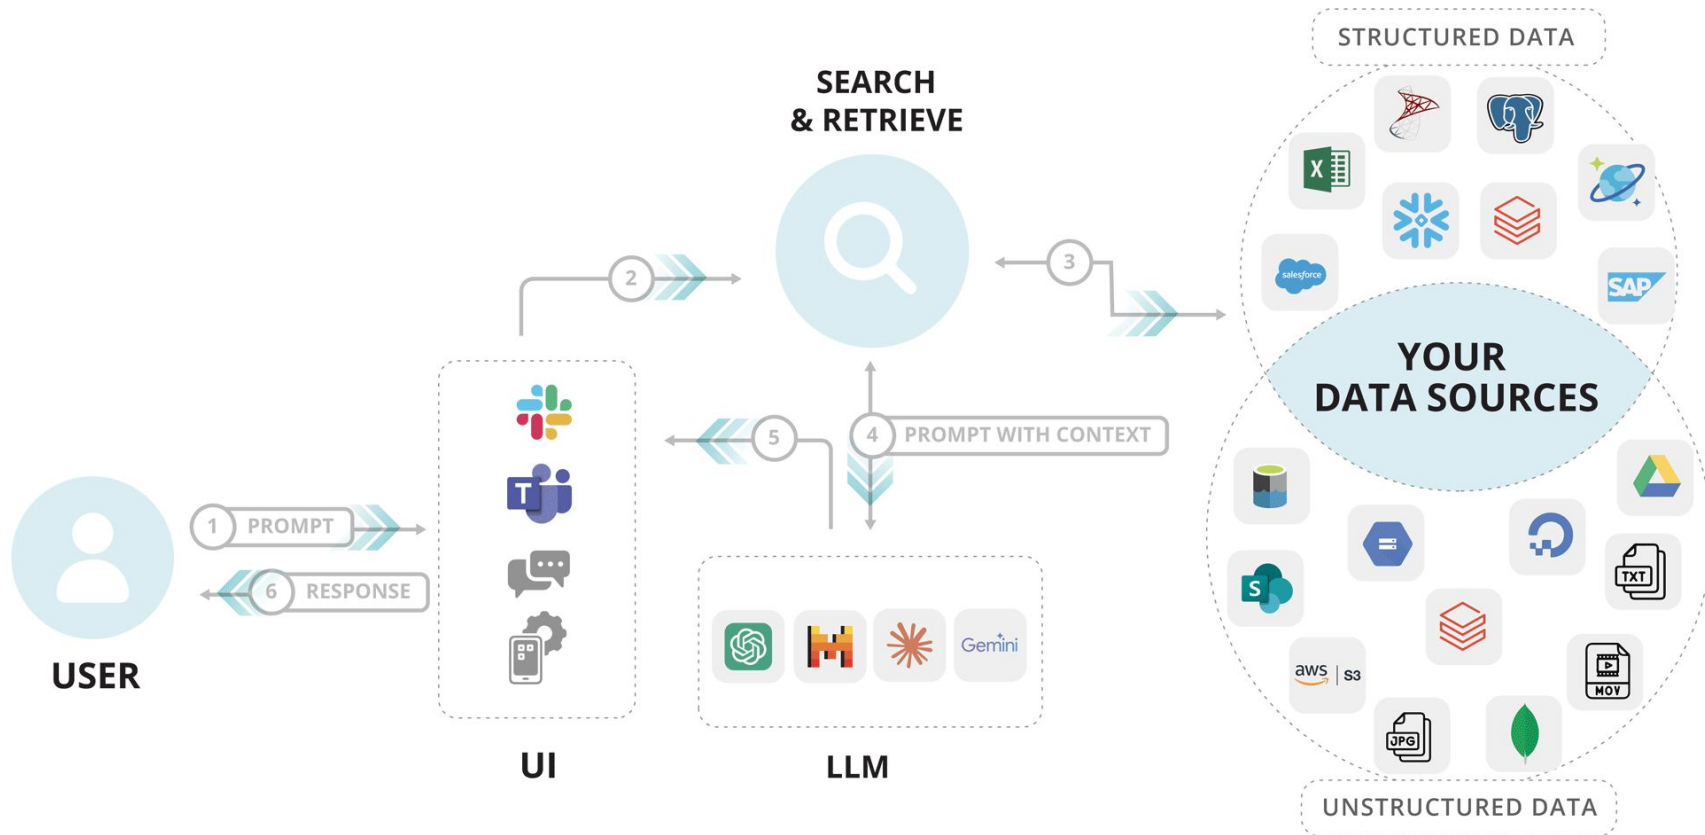 STRUCTURED DATA
SEARCH
& RETRIEVE
X
salesforce
SAP
2
3
YOUR
DATA SOURCES
T
1
PROMPT
6
RESPONSE
5
4
PROMPT WITH CONTEXT
USER
UI
Gemini
LLM
S
TXT
aws | S3
MOV
JPG
UNSTRUCTURED DATA